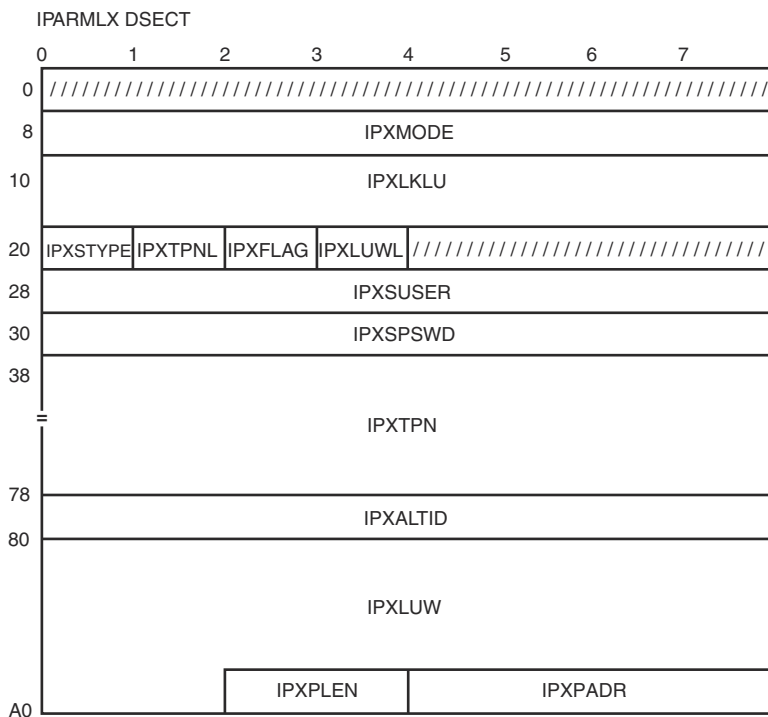 IPARMLX DSECT
0 1 2 3 4 5 6 7
0 / / / / / / / / / / / / / / / / / / / / / / / / / / / / / / / / / / / / / / / / / / / / / / / / / / / / / /
8 IPXMODE
10 IPXLKLU
20 IPXSTYPE IPXTPNL IPXFLAG IPXLUWL / / / / / / / / / / / / / / / / / / / / / / / / / /
28 IPXSUSER
30 IPXSPSWD
38
=
IPXTPN
78
IPXALTID
80
IPXLUW
IPXPLEN IPXPADR
A0